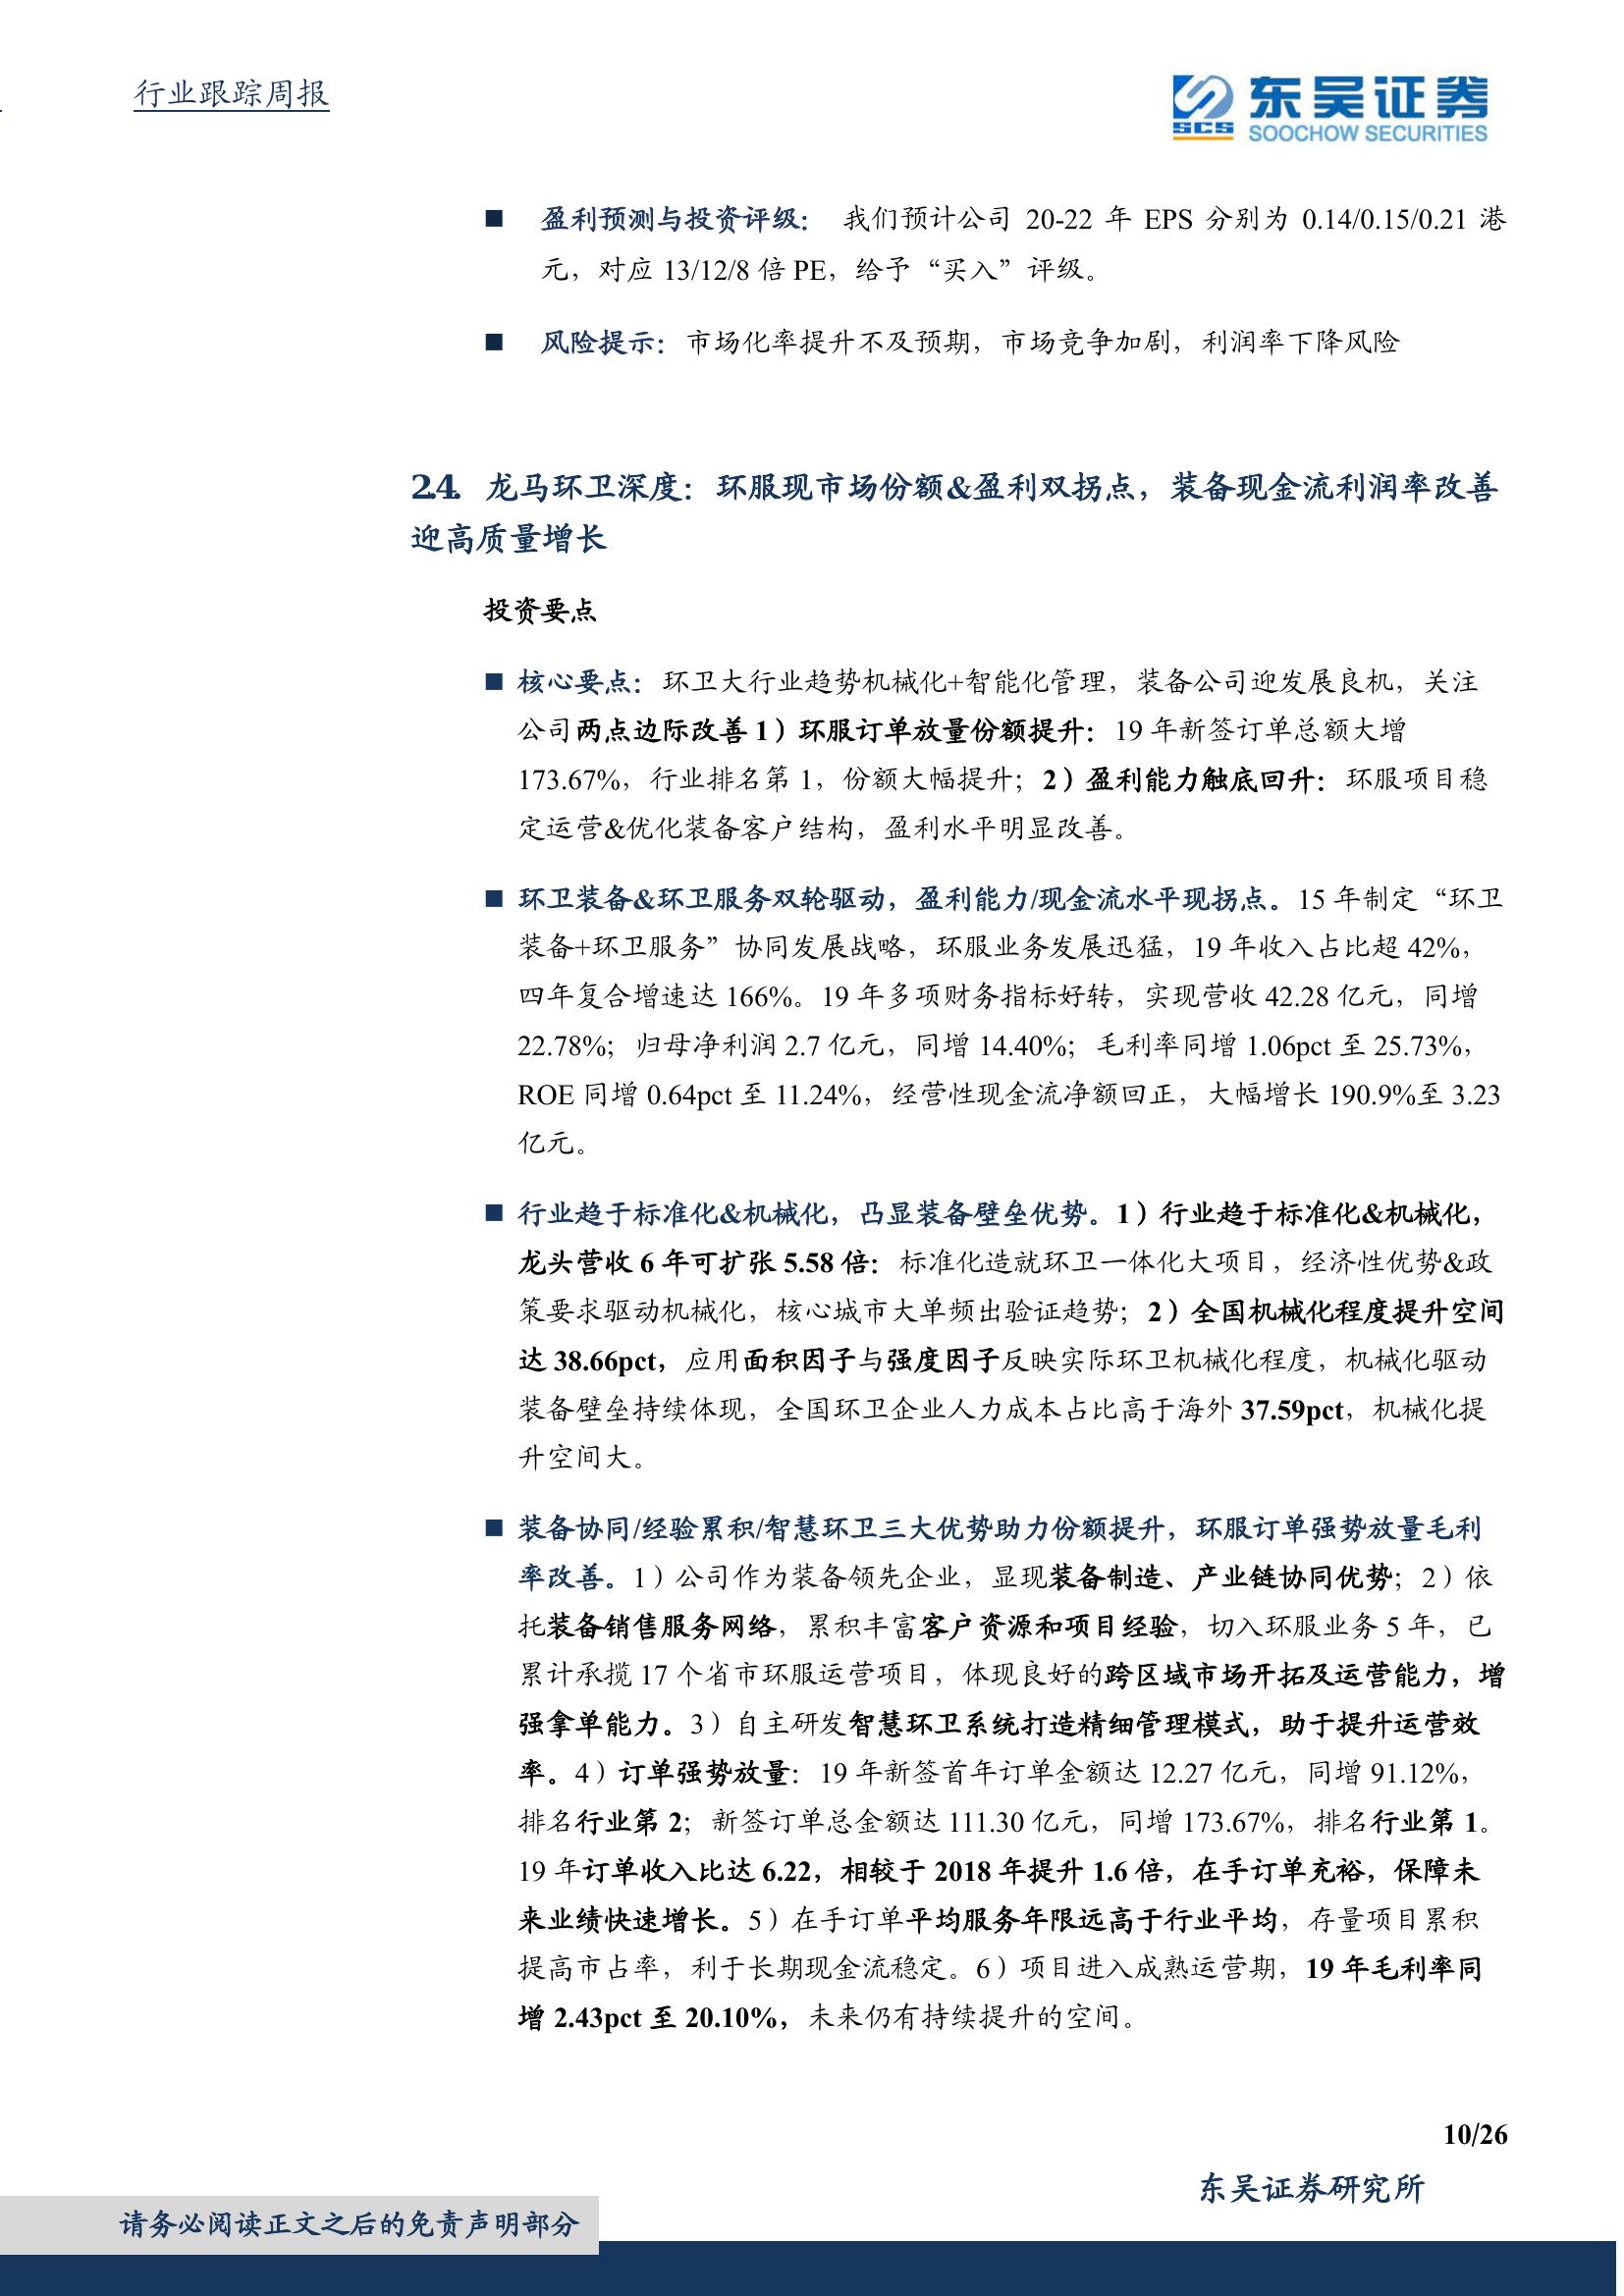 行业跟踪周报
SCS
东吴证券
SOOCHOW SECURITIES
■ 盈利预测与投资评级： 我们预计公司 20-22 年 EPS 分别为 0.14/0.15/0.21 港
元，对应 13/12/8 倍 PE，给予“买入”评级。
■ 风险提示：市场化率提升不及预期，市场竞争加剧，利润率下降风险
2.4. 龙马环卫深度：环服现市场份额&盈利双拐点，装备现金流利润率改善
迎高质量增长
投资要点
■ 核心要点：环卫大行业趋势机械化+智能化管理，装备公司迎发展良机，关注
公司两点边际改善 1）环服订单放量份额提升：19 年新签订单总额大增
173.67%，行业排名第 1，份额大幅提升；2）盈利能力触底回升：环服项目稳
定运营&优化装备客户结构，盈利水平明显改善。
■ 环卫装备&环卫服务双轮驱动，盈利能力/现金流水平现拐点。15 年制定“环卫
装备+环卫服务”协同发展战略，环服业务发展迅猛，19 年收入占比超 42%，
四年复合增速达 166%。19 年多项财务指标好转，实现营收 42.28 亿元，同增
22.78%；归母净利润 2.7 亿元，同增 14.40%；毛利率同增 1.06pct 至 25.73%，
ROE 同增 0.64pct 至 11.24%，经营性现金流净额回正，大幅增长 190.9%至 3.23
亿元。
■ 行业趋于标准化&机械化，凸显装备壁垒优势。1）行业趋于标准化&机械化，
龙头营收 6 年可扩张 5.58 倍：标准化造就环卫一体化大项目，经济性优势&政
策要求驱动机械化，核心城市大单频出验证趋势；2）全国机械化程度提升空间
达 38.66pct，应用面积因子与强度因子反映实际环卫机械化程度，机械化驱动
装备壁垒持续体现，全国环卫企业人力成本占比高于海外 37.59pct，机械化提
升空间大。
■ 装备协同/经验累积/智慧环卫三大优势助力份额提升，环服订单强势放量毛利
率改善。1）公司作为装备领先企业，显现装备制造、产业链协同优势；2）依
托装备销售服务网络，累积丰富客户资源和项目经验，切入环服业务 5 年，已
累计承揽 17 个省市环服运营项目，体现良好的跨区域市场开拓及运营能力，增
强拿单能力。3）自主研发智慧环卫系统打造精细管理模式，助于提升运营效
率。4）订单强势放量：19 年新签首年订单金额达 12.27 亿元，同增 91.12%，
排名行业第 2；新签订单总金额达 111.30 亿元，同增 173.67%，排名行业第 1。
19 年订单收入比达 6.22，相较于 2018 年提升 1.6 倍，在手订单充裕，保障未
来业绩快速增长。5）在手订单平均服务年限远高于行业平均，存量项目累积
提高市占率，利于长期现金流稳定。6）项目进入成熟运营期，19 年毛利率同
增 2.43pct 至 20.10%，未来仍有持续提升的空间。
10/26
东吴证券研究所
请务必阅读正文之后的免责声明部分